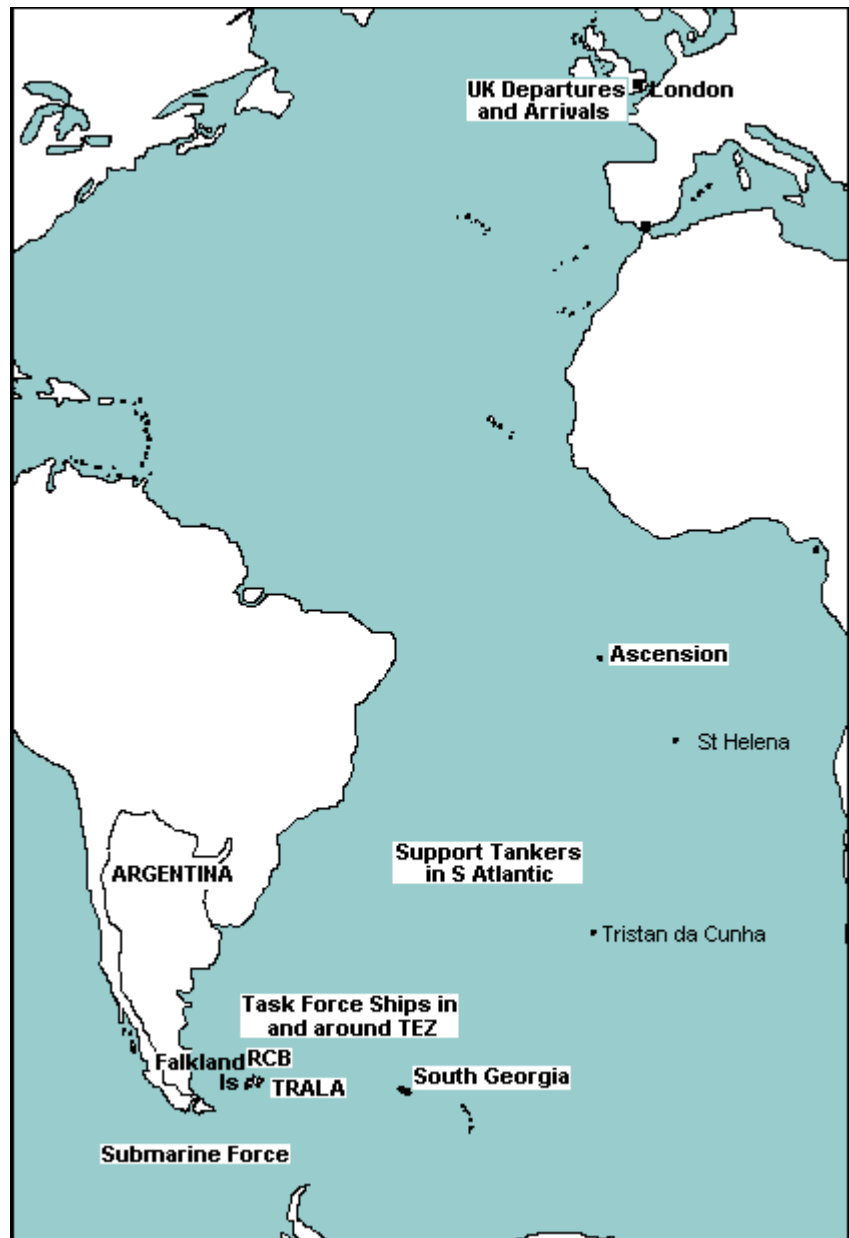 UK Departures
and Arrivals
London
Ascension
St Helena
Support Tankers
in S Atlantic
ARGENTINA
Tristan da Cunha
Task Force Ships in
and around TEZ
Falkland
Is
RCB
TRALA
South Georgia
Submarine Force